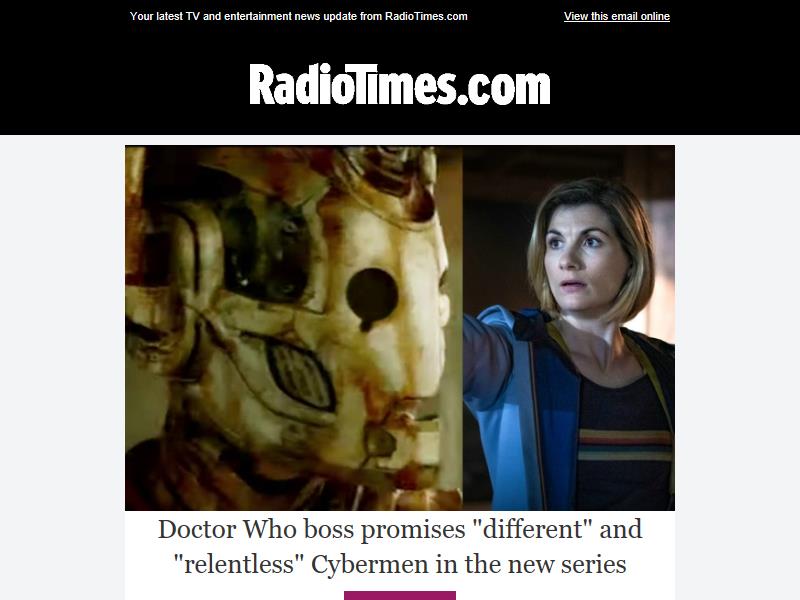 Your latest TV and entertainment news update from RadioTimes.com
View this email online
RadioTimes.com
Doctor Who boss promises "different" and
"relentless" Cybermen in the new series